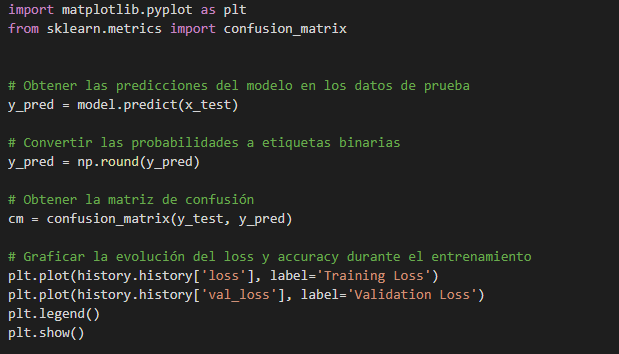 import matplotlib.pyplot as plt
from sklearn.metrics import confusion_matrix
# Obtener las predicciones del modelo en los datos de prueba
y_pred = model.predict(x_test)
# Convertir las probabilidades a etiquetas binarias
y_pred = np.round(y_pred)
# Obtener la matriz de confusión
cm = confusion_matrix(y_test, y_pred)
# Graficar la evolución del loss y accuracy durante el entrenamiento
plt.plot(history.history['loss'], label='Training Loss')
plt.plot(history.history['val_loss'], label='Validation Loss')
plt.legend()
plt.show()